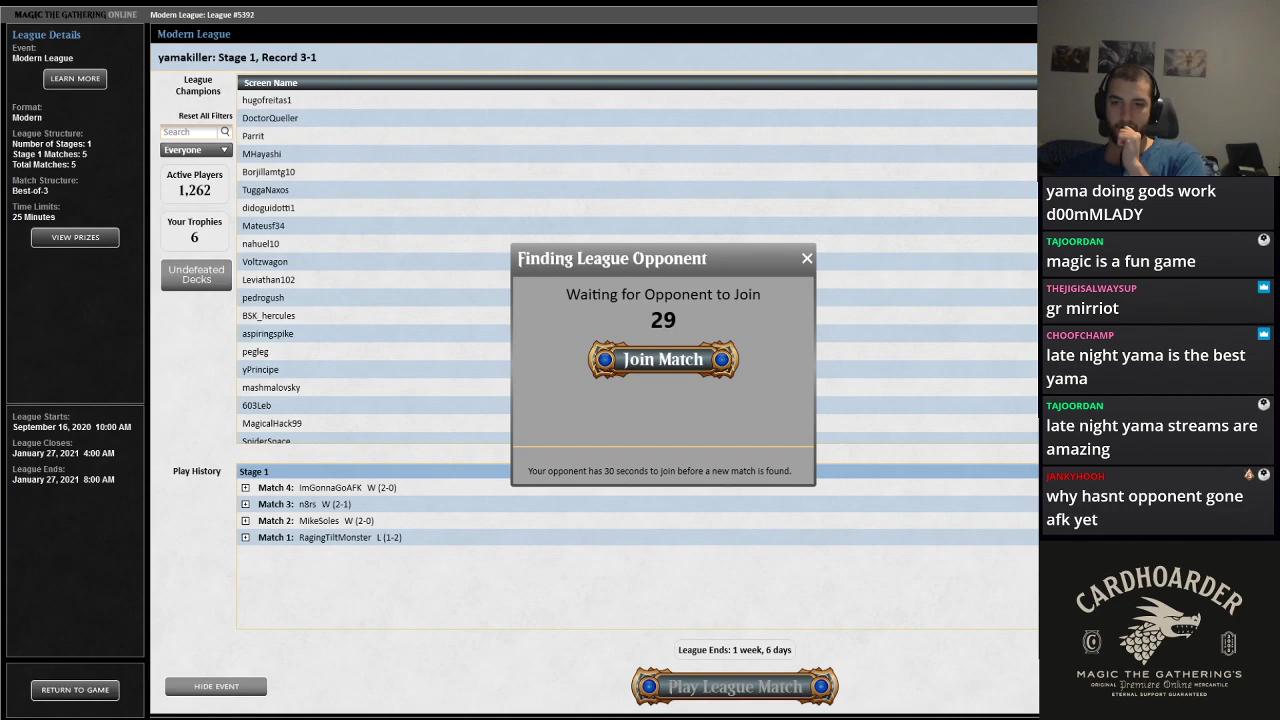 MAGIC THE GATHERING ONLINE
Modern League: League #5392
League Details
Event:
Modern League
LEARN MORE
Format:
Modern
League Structure:
Number of Stages: 1
Stage 1 Matches: 5
Total Matches: 5
Match Structure:
Best-of-3
Time Limits:
25 Minutes
VIEW PRIZES
League Starts:
September 16, 2020 10:00 AM
League Closes:
January 27, 2021 4:00 AM
League Ends:
January 27, 2021 8:00 AM
RETURN TO GAME
Modern League
yamakiller: Stage 1, Record 3-1
League
Champions
Reset All Filters
Search
Everyone
Active Players
1,262
Your Trophies
6
Undefeated
Decks
Screen Name
hugofreitas1
DoctorQueller
Parrit
MHayashi
Borjillamtg10
TuggaNaxos
didoguidotti1
Mateusf34
nahuel10
Voltzwagon
Leviathan102
pedrogush
BSK_hercules
aspiringspike
pegleg
yPrincipe
mashmalovsky
603Leb
MagicalHack99
SpiderSpace
Finding League Opponent
Waiting for Opponent to Join
29
Join Match
Your opponent has 30 seconds to join before a new match is found.
Play History
Stage 1
Match 4: ImGonnaGoAFK W (2-0)
Match 3: n8rs W (2-1)
Match 2: MikeSoles W (2-0)
Match 1: RagingTiltMonster L (1-2)
League Ends: 1 week, 6 days
HIDE EVENT
Play League Match
yama doing gods work
d00mMLADY
TAJOORDAN
magic is a fun game
THEJIGISALWAYSUP
gr mirriot
CHOOFCHAMP
late night yama is the best
yama
TAJOORDAN
late night yama streams are
amazing
JANKYHOOH
why hasnt opponent gone
afk yet
CARDHOARDER
MAGIC THE GATHERING'S
ORIGINAL Premiere Online MERCANTILE
ETERNAL SUPPORT GUARANTEED